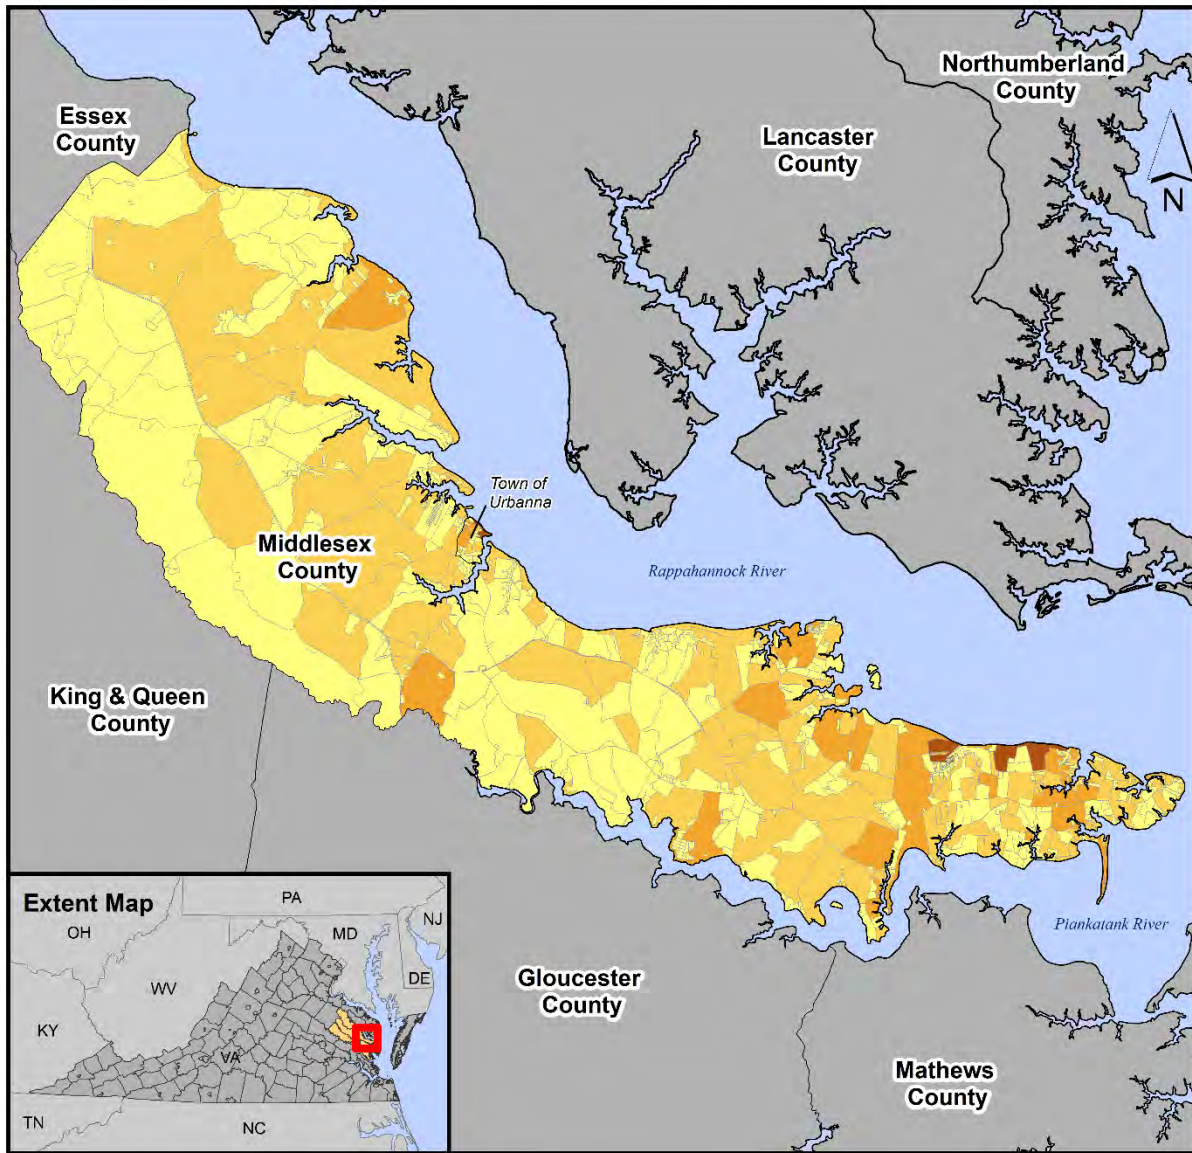 Northumberland
County
Essex
County
Lancaster
County
N
Town of
Urbanna
Middlesex
County
Rappahannock River
King & Queen
County
Extent Map
PA
NJ
OH
MD
DE
WV
KY
VA
TN
NC
Piankatank River
Gloucester
County
Mathews
County